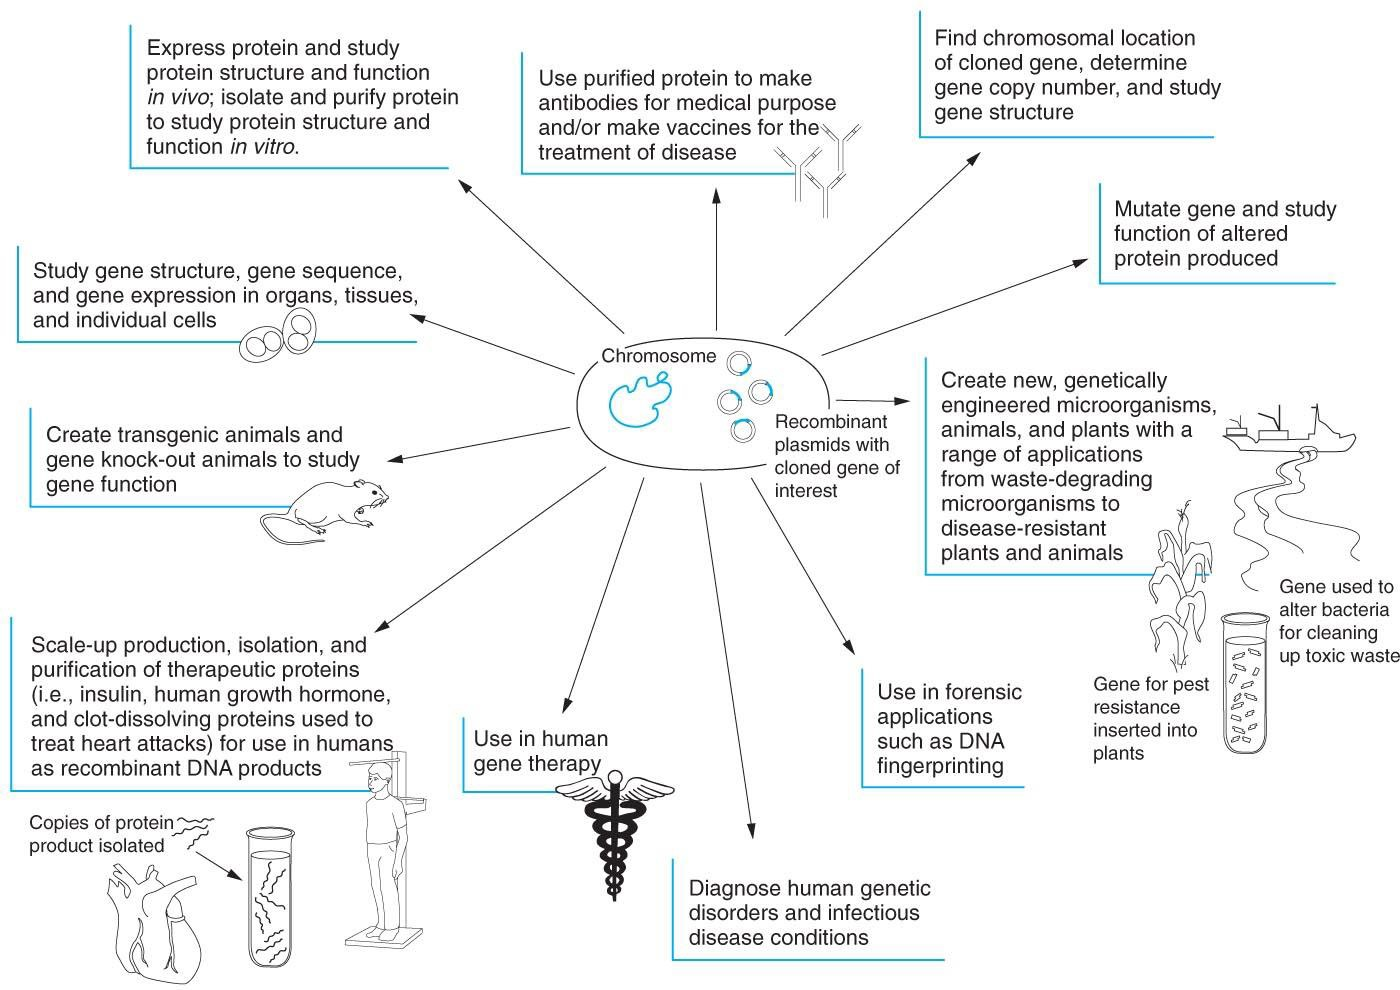 Express protein and study
protein structure and function
in vivo; isolate and purify protein
to study protein structure and
function in vitro.
Use purified protein to make
antibodies for medical purpose
and/or make vaccines for the
treatment of disease
Find chromosomal location
of cloned gene, determine
gene copy number, and study
gene structure
Mutate gene and study
function of altered
protein produced
Study gene structure, gene sequence,
and gene expression in organs, tissues,
and individual cells
Chromosome
Recombinant
plasmids with
cloned gene of
interest
Create new, genetically
engineered microorganisms,
animals, and plants with a
range of applications
from waste-degrading
microorganisms to
disease-resistant
plants and animals
Create transgenic animals and
gene knock-out animals to study
gene function
Gene used to
alter bacteria
for cleaning
up toxic waste
Gene for pest
resistance
inserted into
plants
Scale-up production, isolation, and
purification of therapeutic proteins
(i.e., insulin, human growth hormone,
and clot-dissolving proteins used to
treat heart attacks) for use in humans
as recombinant DNA products
Copies of protein
product isolated
Use in human
gene therapy
Use in forensic
applications
such as DNA
fingerprinting
Diagnose human genetic
disorders and infectious
disease conditions